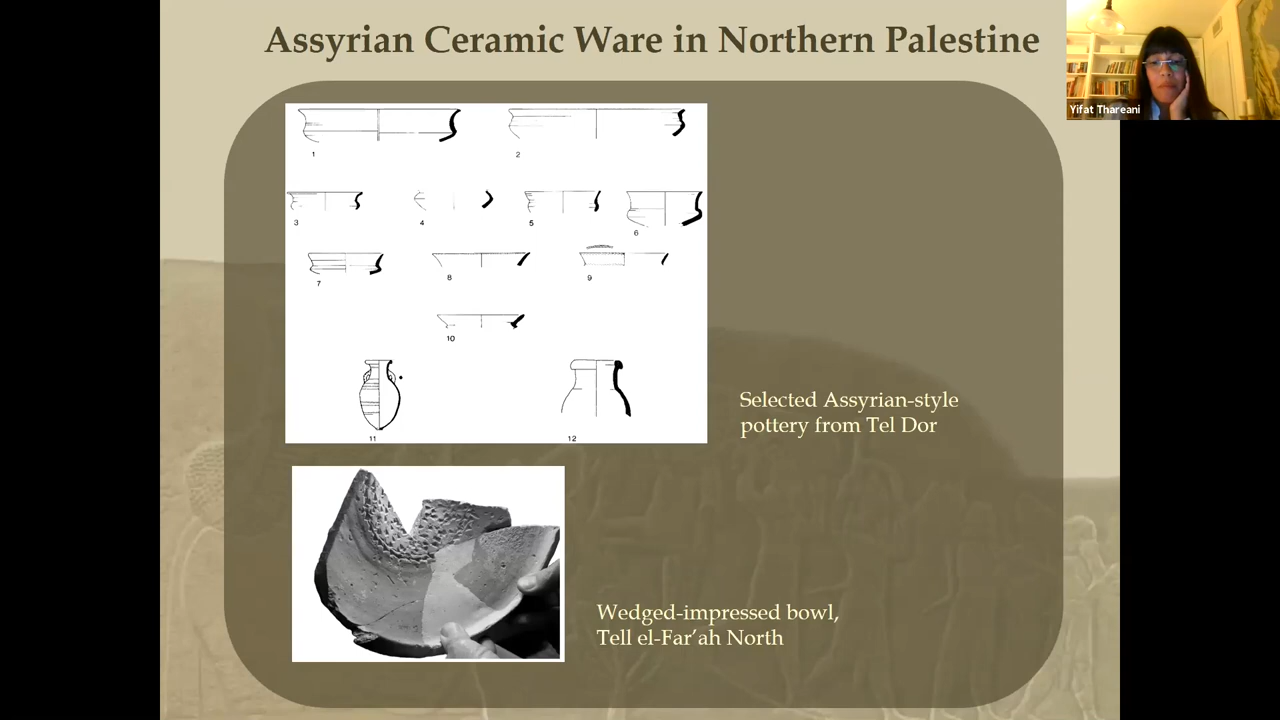 Assyrian Ceramic Ware in Northern Palestine
Yifat Thareani
1
2
3
4
5
6
7
8
9
10
11
12
Selected Assyrian-style
pottery from Tel Dor
Wedged-impressed bowl,
Tell el-Far’ah North